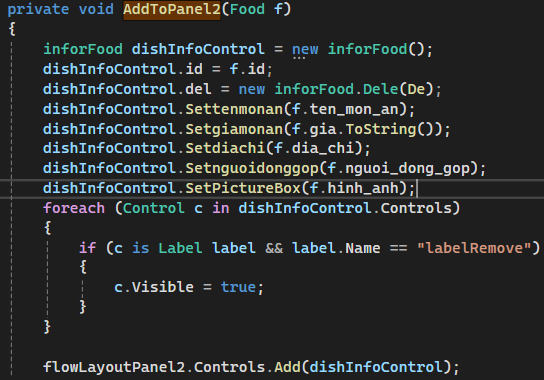 private void AddToPanel2(Food f)
{
inforFood dishInfoControl = new inforFood();
dishInfoControl.id = f.id;
dishInfoControl.del = new inforFood.Dele(De);
dishInfoControl.Settenmonan(f.ten_mon_an);
dishInfoControl.Setgiamonan(f.gia.ToString());
dishInfoControl.Setdiachi(f.dia_chi);
dishInfoControl.Setnguoidonggop(f.nguoi_dong_gop);
dishInfoControl.SetPictureBox(f.hinh_anh);
foreach (Control c in dishInfoControl.Controls)
{
if (c is Label label && label.Name == "labelRemove")
{
c.Visible = true;
}
}
flowLayoutPanel2.Controls.Add(dishInfoControl);